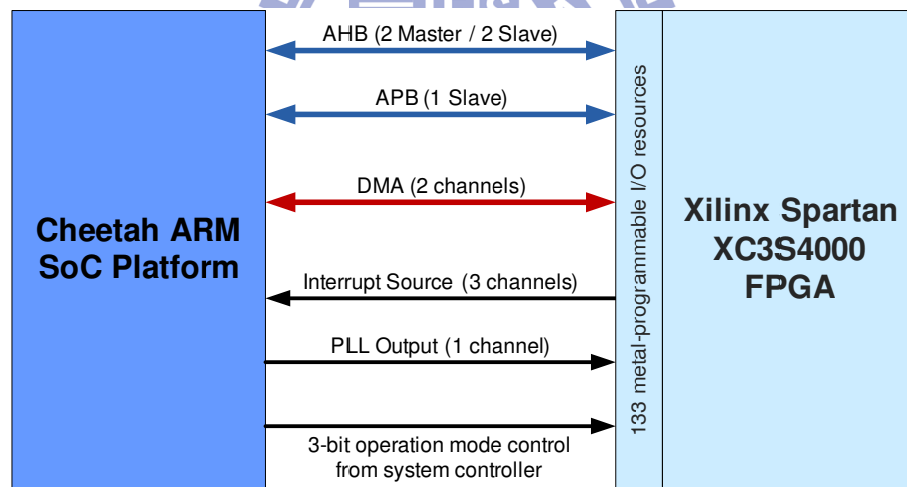 AHB (2 Master / 2 Slave)
APB (1 Slave)
DMA (2 channels)
Cheetah ARM
SoC Platform
Interrupt Source (3 channels)
PLL Output (1 channel)
3-bit operation mode control
from system controller
133 metal-programmable I/O resources
Xilinx Spartan
XC3S4000
FPGA